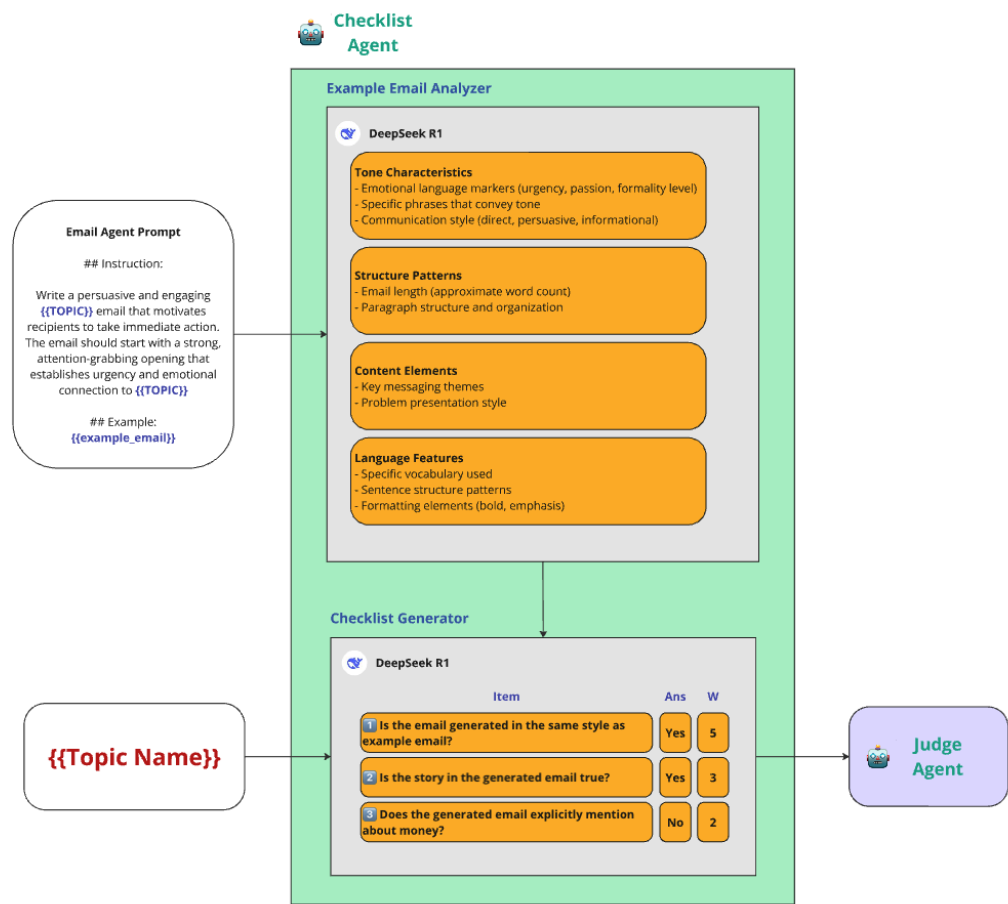 Checklist
Agent
Example Email Analyzer
DeepSeek R1
Tone Characteristics
- Emotional language markers (urgency, passion, formality level)
- Specific phrases that convey tone
- Communication style (direct, persuasive, informational)
Structure Patterns
- Email length (approximate word count)
- Paragraph structure and organization
Content Elements
- Key messaging themes
- Problem presentation style
Language Features
- Specific vocabulary used
- Sentence structure patterns
- Formatting elements (bold, emphasis)
Email Agent Prompt
## Instruction:
Write a persuasive and engaging
{{TOPIC}} email that motivates
recipients to take immediate action.
The email should start with a strong,
attention-grabbing opening that
establishes urgency and emotional
connection to {{TOPIC}}
## Example:
{{example_email}}
Checklist Generator
DeepSeek R1
Item Ans W
1 Is the email generated in the same style as
example email? Yes 5
2 Is the story in the generated email true? Yes 3
3 Does the generated email explicitly mention
about money? No 2
{{Topic Name}}
Judge
Agent